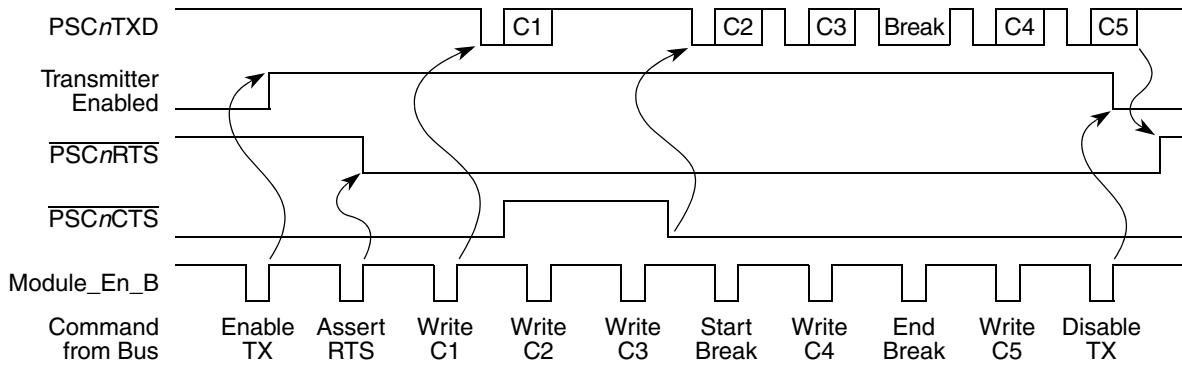 PSCnTXD
C1
C2
C3
Break
C4
C5
Transmitter
Enabled
PSCnRTS
PSCnCTS
Module_En_B
Command
from Bus
Enable
TX
Assert
RTS
Write
C1
Write
C2
Write
C3
Start
Break
Write
C4
End
Break
Write
C5
Disable
TX